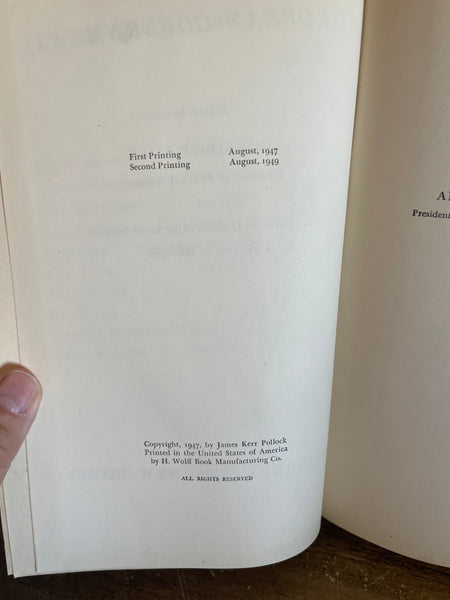 First Printing August, 1947
Second Printing August, 1949
Copyright, 1947, by James Kerr Pollock
Printed in the United States of America
by H. Wolff Book Manufacturing Co.
ALL RIGHTS RESERVED
President